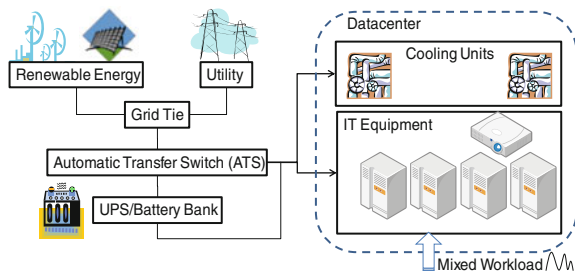 Datacenter
Cooling Units
Renewable Energy
Utility
Grid Tie
IT Equipment
Automatic Transfer Switch (ATS)
UPS/Battery Bank
Mixed Workload